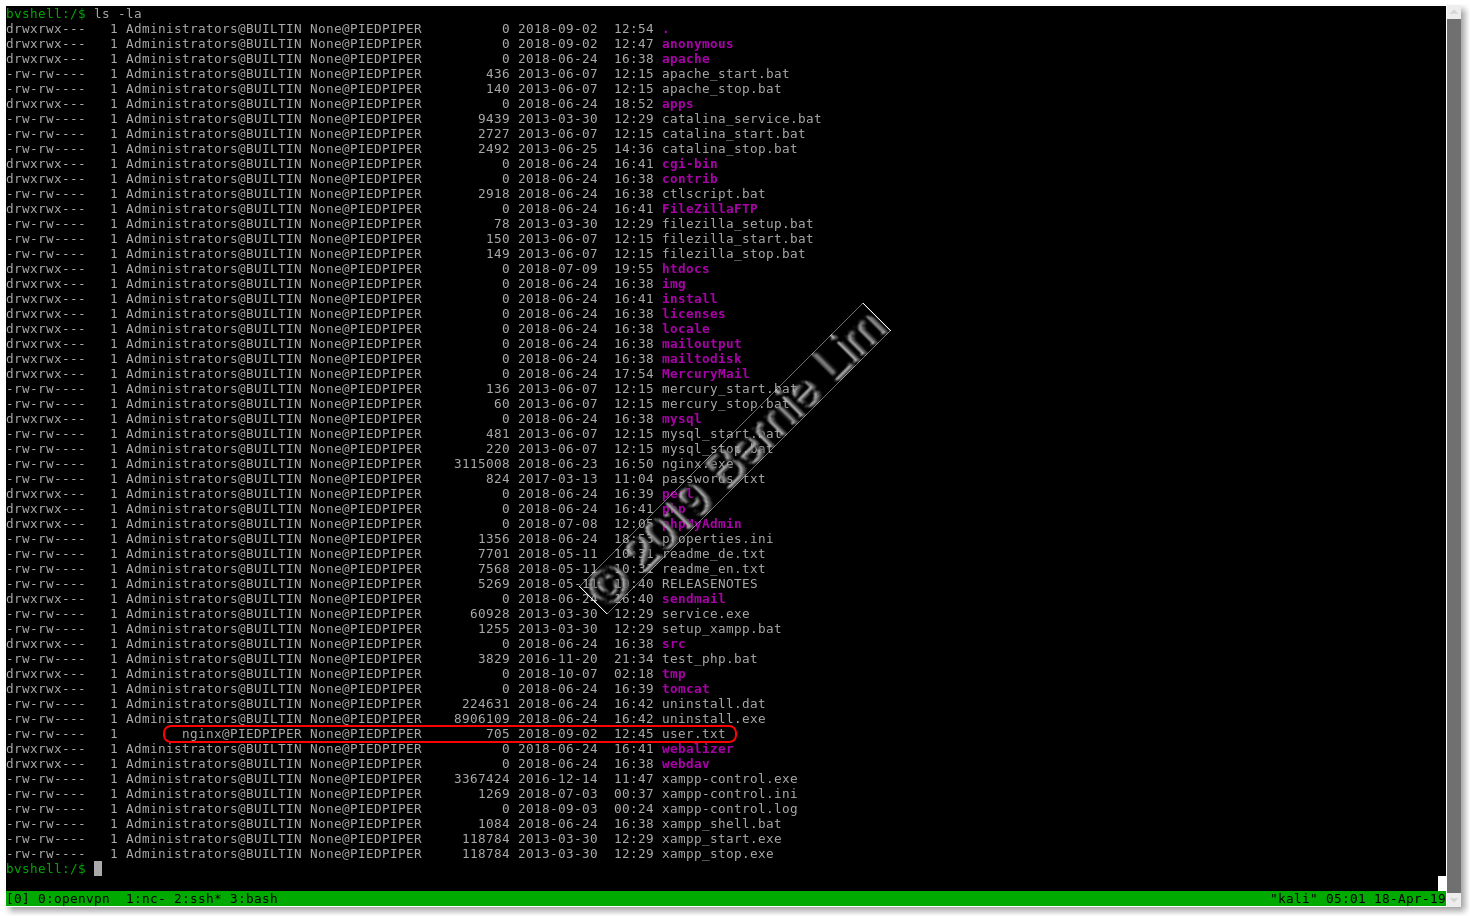 bvshell:/$ ls -la
drwxrwx--- 1 Administrators@BUILTIN None@PIEDPIPER 0 2018-09-02 12:54 .
drwxrwx--- 1 Administrators@BUILTIN None@PIEDPIPER 0 2018-09-02 12:47 anonymous
drwxrwx--- 1 Administrators@BUILTIN None@PIEDPIPER 0 2018-06-24 16:38 apache
-rw-rw---- 1 Administrators@BUILTIN None@PIEDPIPER 436 2013-06-07 12:15 apache_start.bat
-rw-rw---- 1 Administrators@BUILTIN None@PIEDPIPER 140 2013-06-07 12:15 apache_stop.bat
drwxrwx--- 1 Administrators@BUILTIN None@PIEDPIPER 0 2018-06-24 18:52 apps
-rw-rw---- 1 Administrators@BUILTIN None@PIEDPIPER 9439 2013-03-30 12:29 catalina_service.bat
-rw-rw---- 1 Administrators@BUILTIN None@PIEDPIPER 2727 2013-06-07 12:15 catalina_start.bat
-rw-rw---- 1 Administrators@BUILTIN None@PIEDPIPER 2492 2013-06-25 14:36 catalina_stop.bat
drwxrwx--- 1 Administrators@BUILTIN None@PIEDPIPER 0 2018-06-24 16:41 cgi-bin
drwxrwx--- 1 Administrators@BUILTIN None@PIEDPIPER 0 2018-06-24 16:38 contrib
-rw-rw---- 1 Administrators@BUILTIN None@PIEDPIPER 2918 2018-06-24 16:38 ctlscript.bat
drwxrwx--- 1 Administrators@BUILTIN None@PIEDPIPER 0 2018-06-24 16:41 FileZillaFTP
-rw-rw---- 1 Administrators@BUILTIN None@PIEDPIPER 78 2013-03-30 12:29 filezilla_setup.bat
-rw-rw---- 1 Administrators@BUILTIN None@PIEDPIPER 150 2013-06-07 12:15 filezilla_start.bat
-rw-rw---- 1 Administrators@BUILTIN None@PIEDPIPER 149 2013-06-07 12:15 filezilla_stop.bat
drwxrwx--- 1 Administrators@BUILTIN None@PIEDPIPER 0 2018-07-09 19:55 htdocs
drwxrwx--- 1 Administrators@BUILTIN None@PIEDPIPER 0 2018-06-24 16:38 img
drwxrwx--- 1 Administrators@BUILTIN None@PIEDPIPER 0 2018-06-24 16:41 install
drwxrwx--- 1 Administrators@BUILTIN None@PIEDPIPER 0 2018-06-24 16:38 licenses
drwxrwx--- 1 Administrators@BUILTIN None@PIEDPIPER 0 2018-06-24 16:38 locale
drwxrwx--- 1 Administrators@BUILTIN None@PIEDPIPER 0 2018-06-24 16:38 mailoutput
drwxrwx--- 1 Administrators@BUILTIN None@PIEDPIPER 0 2018-06-24 16:38 mailtodisk
drwxrwx--- 1 Administrators@BUILTIN None@PIEDPIPER 0 2018-06-24 17:54 MercuryMail
-rw-rw---- 1 Administrators@BUILTIN None@PIEDPIPER 136 2013-06-07 12:15 mercury_start.bat
-rw-rw---- 1 Administrators@BUILTIN None@PIEDPIPER 60 2013-06-07 12:15 mercury_stop.bat
drwxrwx--- 1 Administrators@BUILTIN None@PIEDPIPER 0 2018-06-24 16:38 mysql
-rw-rw---- 1 Administrators@BUILTIN None@PIEDPIPER 481 2013-06-07 12:15 mysql_start.bat
-rw-rw---- 1 Administrators@BUILTIN None@PIEDPIPER 220 2013-06-07 12:15 mysql_stop.bat
-rw-rw---- 1 Administrators@BUILTIN None@PIEDPIPER 3115008 2018-06-23 16:50 nginx.exe
-rw-rw---- 1 Administrators@BUILTIN None@PIEDPIPER 824 2017-03-13 11:04 passwords.txt
drwxrwx--- 1 Administrators@BUILTIN None@PIEDPIPER 0 2018-06-24 16:39 perl
drwxrwx--- 1 Administrators@BUILTIN None@PIEDPIPER 0 2018-06-24 16:41 php
drwxrwx--- 1 Administrators@BUILTIN None@PIEDPIPER 0 2018-07-08 12:05 phpMyAdmin
-rw-rw---- 1 Administrators@BUILTIN None@PIEDPIPER 1356 2018-06-24 18:53 properties.ini
-rw-rw---- 1 Administrators@BUILTIN None@PIEDPIPER 7701 2018-05-11 10:31 readme_de.txt
-rw-rw---- 1 Administrators@BUILTIN None@PIEDPIPER 7568 2018-05-11 10:31 readme_en.txt
-rw-rw---- 1 Administrators@BUILTIN None@PIEDPIPER 5269 2018-05-11 RELEASENOTES
drwxrwx--- 1 Administrators@BUILTIN None@PIEDPIPER 0 2018-06-24 16:40 sendmail
-rw-rw---- 1 Administrators@BUILTIN None@PIEDPIPER 60928 2013-03-30 12:29 service.exe
-rw-rw---- 1 Administrators@BUILTIN None@PIEDPIPER 1255 2013-03-30 12:29 setup_xampp.bat
drwxrwx--- 1 Administrators@BUILTIN None@PIEDPIPER 0 2018-06-24 16:38 src
-rw-rw---- 1 Administrators@BUILTIN None@PIEDPIPER 3829 2016-11-20 21:34 test_php.bat
drwxrwx--- 1 Administrators@BUILTIN None@PIEDPIPER 0 2018-10-07 02:18 tmp
drwxrwx--- 1 Administrators@BUILTIN None@PIEDPIPER 0 2018-06-24 16:39 tomcat
-rw-rw---- 1 Administrators@BUILTIN None@PIEDPIPER 224631 2018-06-24 16:42 uninstall.dat
-rw-rw---- 1 Administrators@BUILTIN None@PIEDPIPER 8906109 2018-06-24 16:42 uninstall.exe
-rw-rw---- 1 nginx@PIEDPIPER None@PIEDPIPER 705 2018-09-02 12:45 user.txt
drwxrwx--- 1 Administrators@BUILTIN None@PIEDPIPER 0 2018-06-24 16:41 webalizer
drwxrwx--- 1 Administrators@BUILTIN None@PIEDPIPER 0 2018-06-24 16:38 webdav
-rw-rw---- 1 Administrators@BUILTIN None@PIEDPIPER 3367424 2016-12-14 11:47 xampp-control.exe
-rw-rw---- 1 Administrators@BUILTIN None@PIEDPIPER 1269 2018-07-03 00:37 xampp-control.ini
-rw-rw---- 1 Administrators@BUILTIN None@PIEDPIPER 0 2018-09-03 00:24 xampp-control.log
-rw-rw---- 1 Administrators@BUILTIN None@PIEDPIPER 1084 2018-06-24 16:38 xampp_shell.bat
-rw-rw---- 1 Administrators@BUILTIN None@PIEDPIPER 118784 2013-03-30 12:29 xampp_start.exe
-rw-rw---- 1 Administrators@BUILTIN None@PIEDPIPER 118784 2013-03-30 12:29 xampp_stop.exe
bvshell:/$
[0] 0:openvpn 1:nc- 2:ssh* 3:bash "kali" 05:01 18-Apr-19
© 2019 Bernie Lim